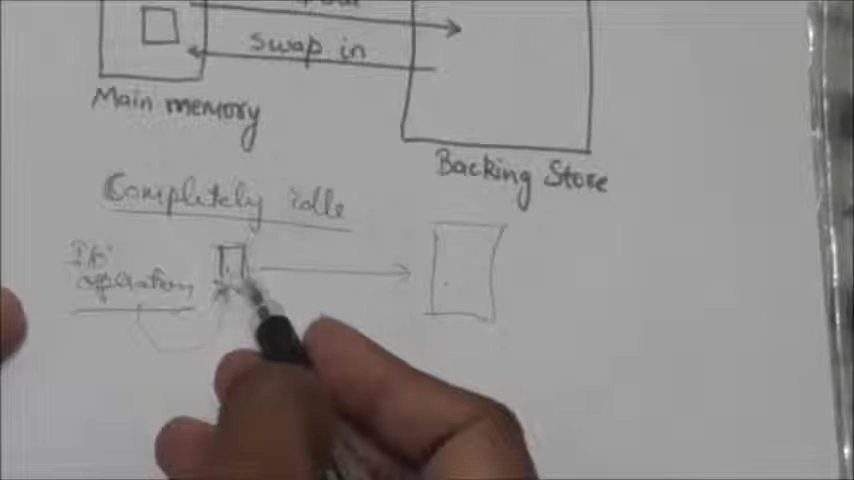 swap in
Main memory
Backing Store
Completely idle
I/O
operation